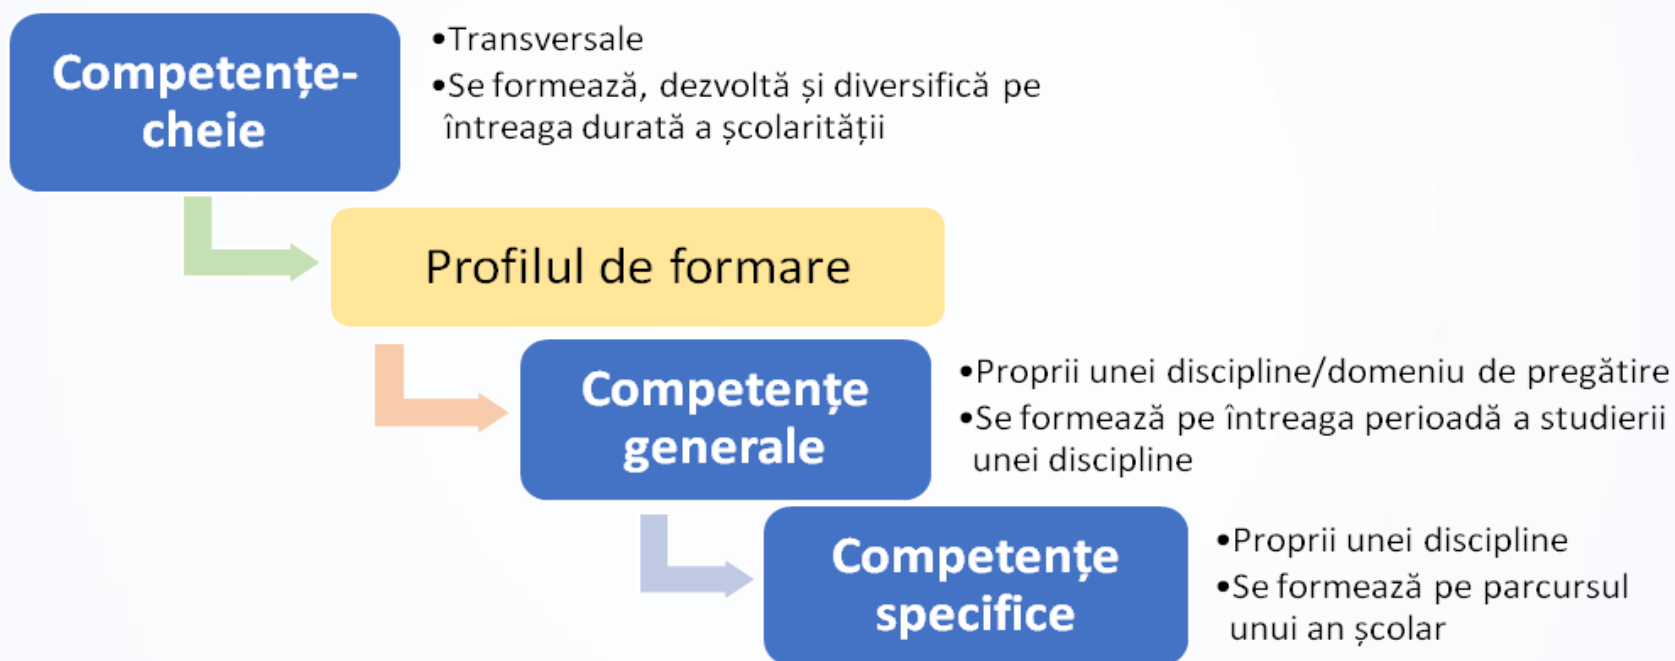 Competențe-
cheie
•Transversale
•Se formează, dezvoltă și diversifică pe
întreaga durată a școlarității
Profilul de formare
Competențe
generale
•Proprii unei discipline/domeniu de pregătire
•Se formează pe întreaga perioadă a studierii
unei discipline
Competențe
specifice
•Proprii unei discipline
•Se formează pe parcursul
unui an școlar